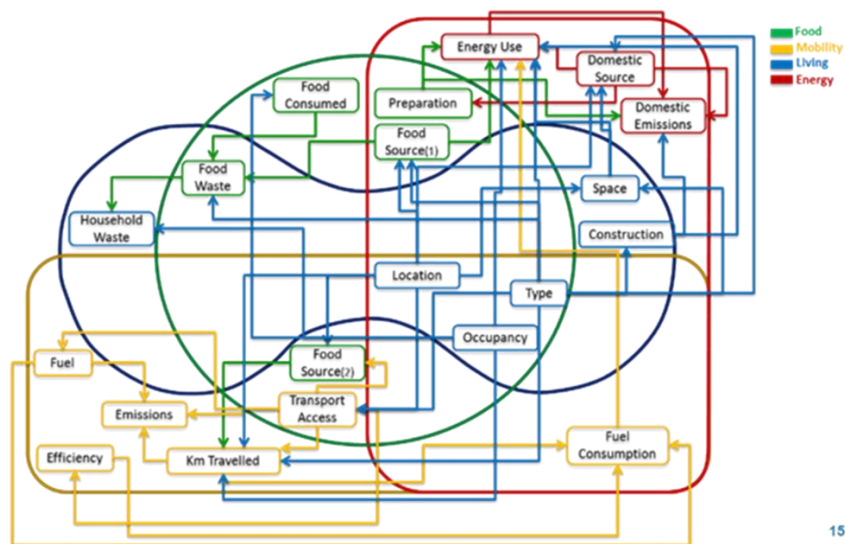 Food
Mobility
Living
Energy
Energy Use
Domestic
Source
Food
Consumed
Preparation
Domestic
Emissions
Food
Source(1)
Food
Waste
Space
Household
Waste
Construction
Location
Type
Occupancy
Fuel
Food
Source(2)
Transport
Access
Emissions
Efficiency
Km Travelled
Fuel
Consumption
15